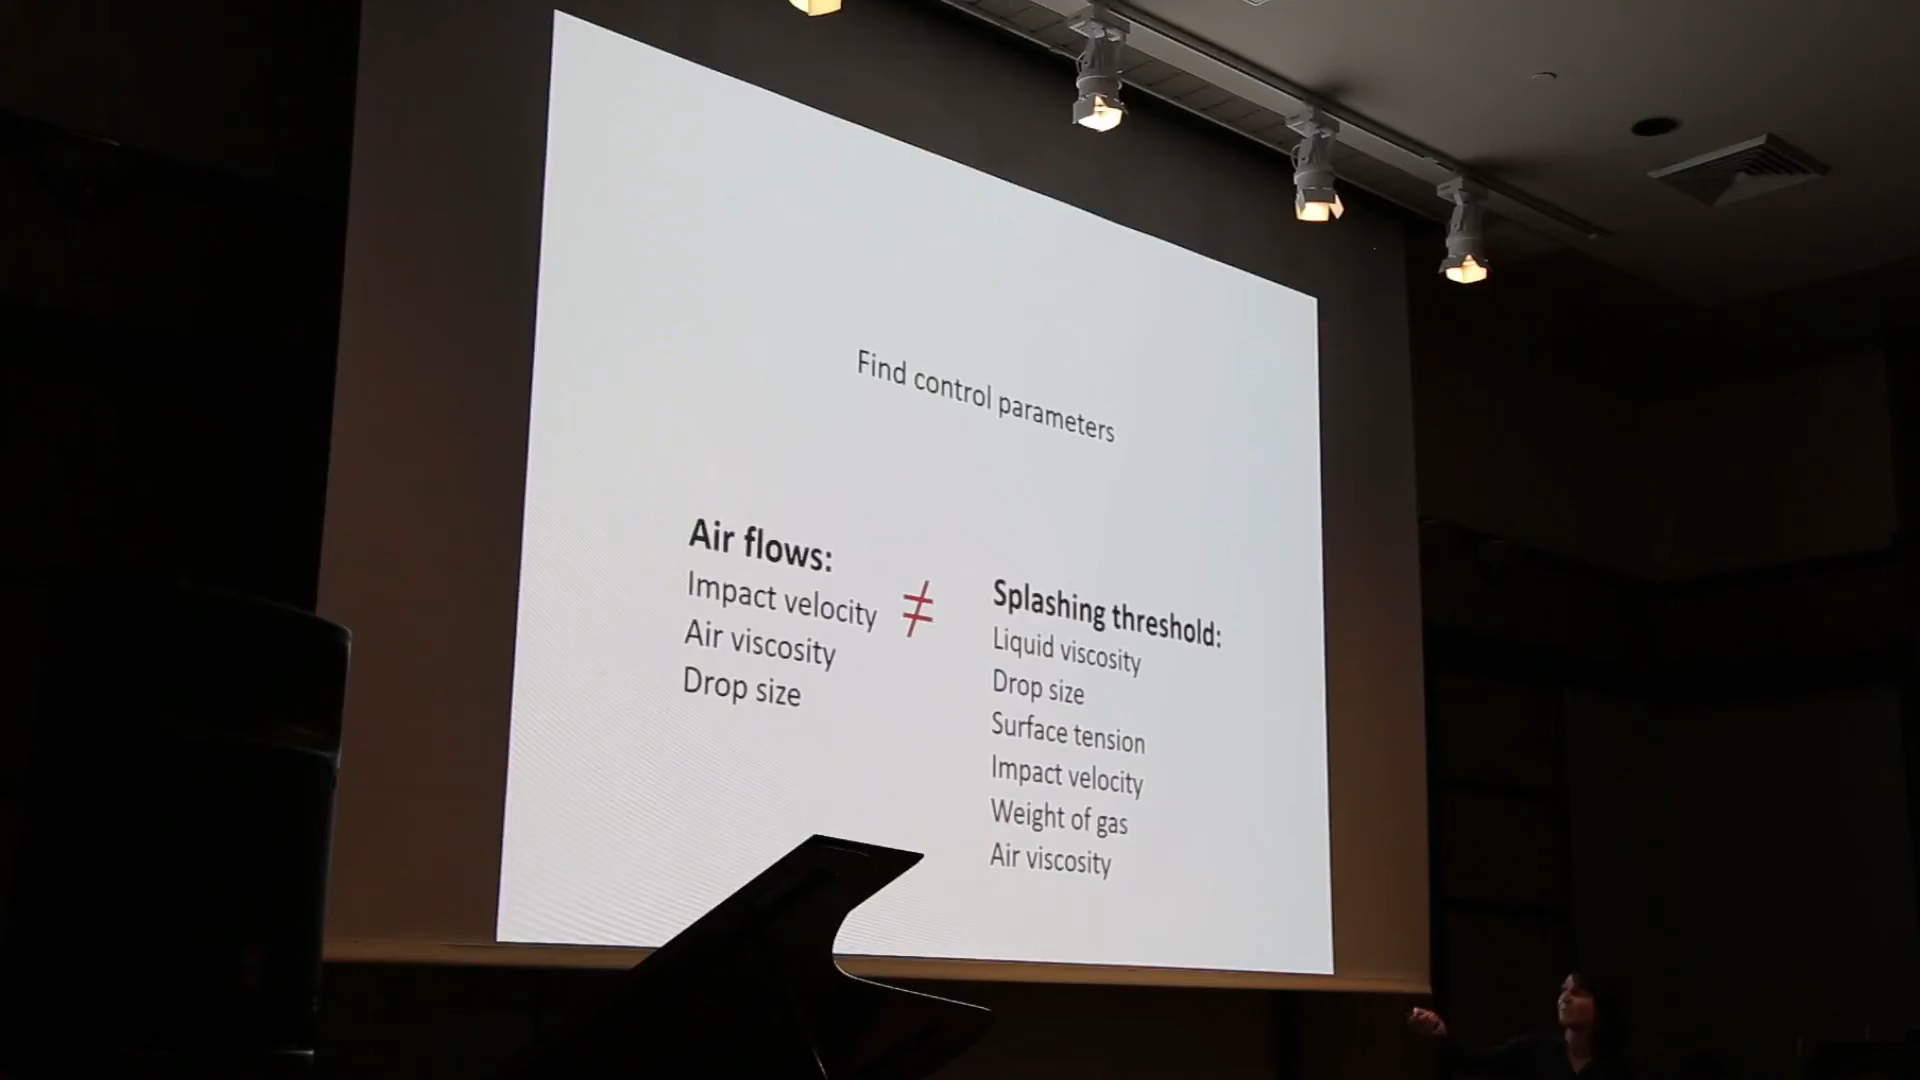 Find control parameters
Air flows:
Impact velocity
Air viscosity
Drop size
≠
Splashing threshold:
Liquid viscosity
Drop size
Surface tension
Impact velocity
Weight of gas
Air viscosity